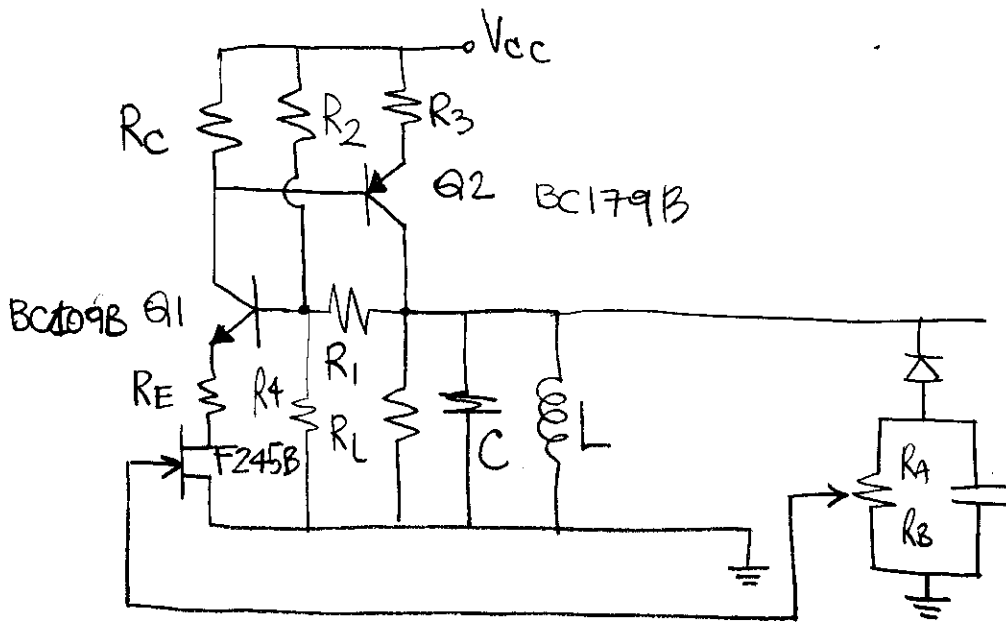 Vcc
RC
R2
R3
Q2 BC179B
BC109B Q1
R1
RE
R4
RL
F245B
C
L
RA
RB